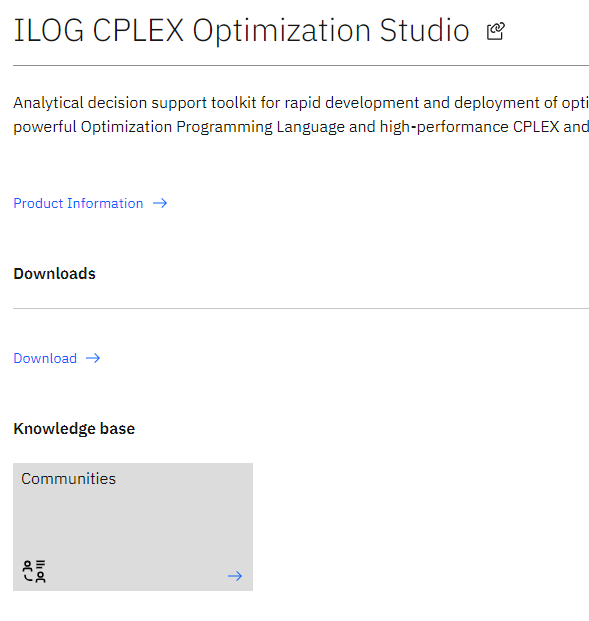 ILOG CPLEX Optimization Studio
Analytical decision support toolkit for rapid development and deployment of opti
powerful Optimization Programming Language and high-performance CPLEX and
Product Information
Downloads
Download
Knowledge base
Communities